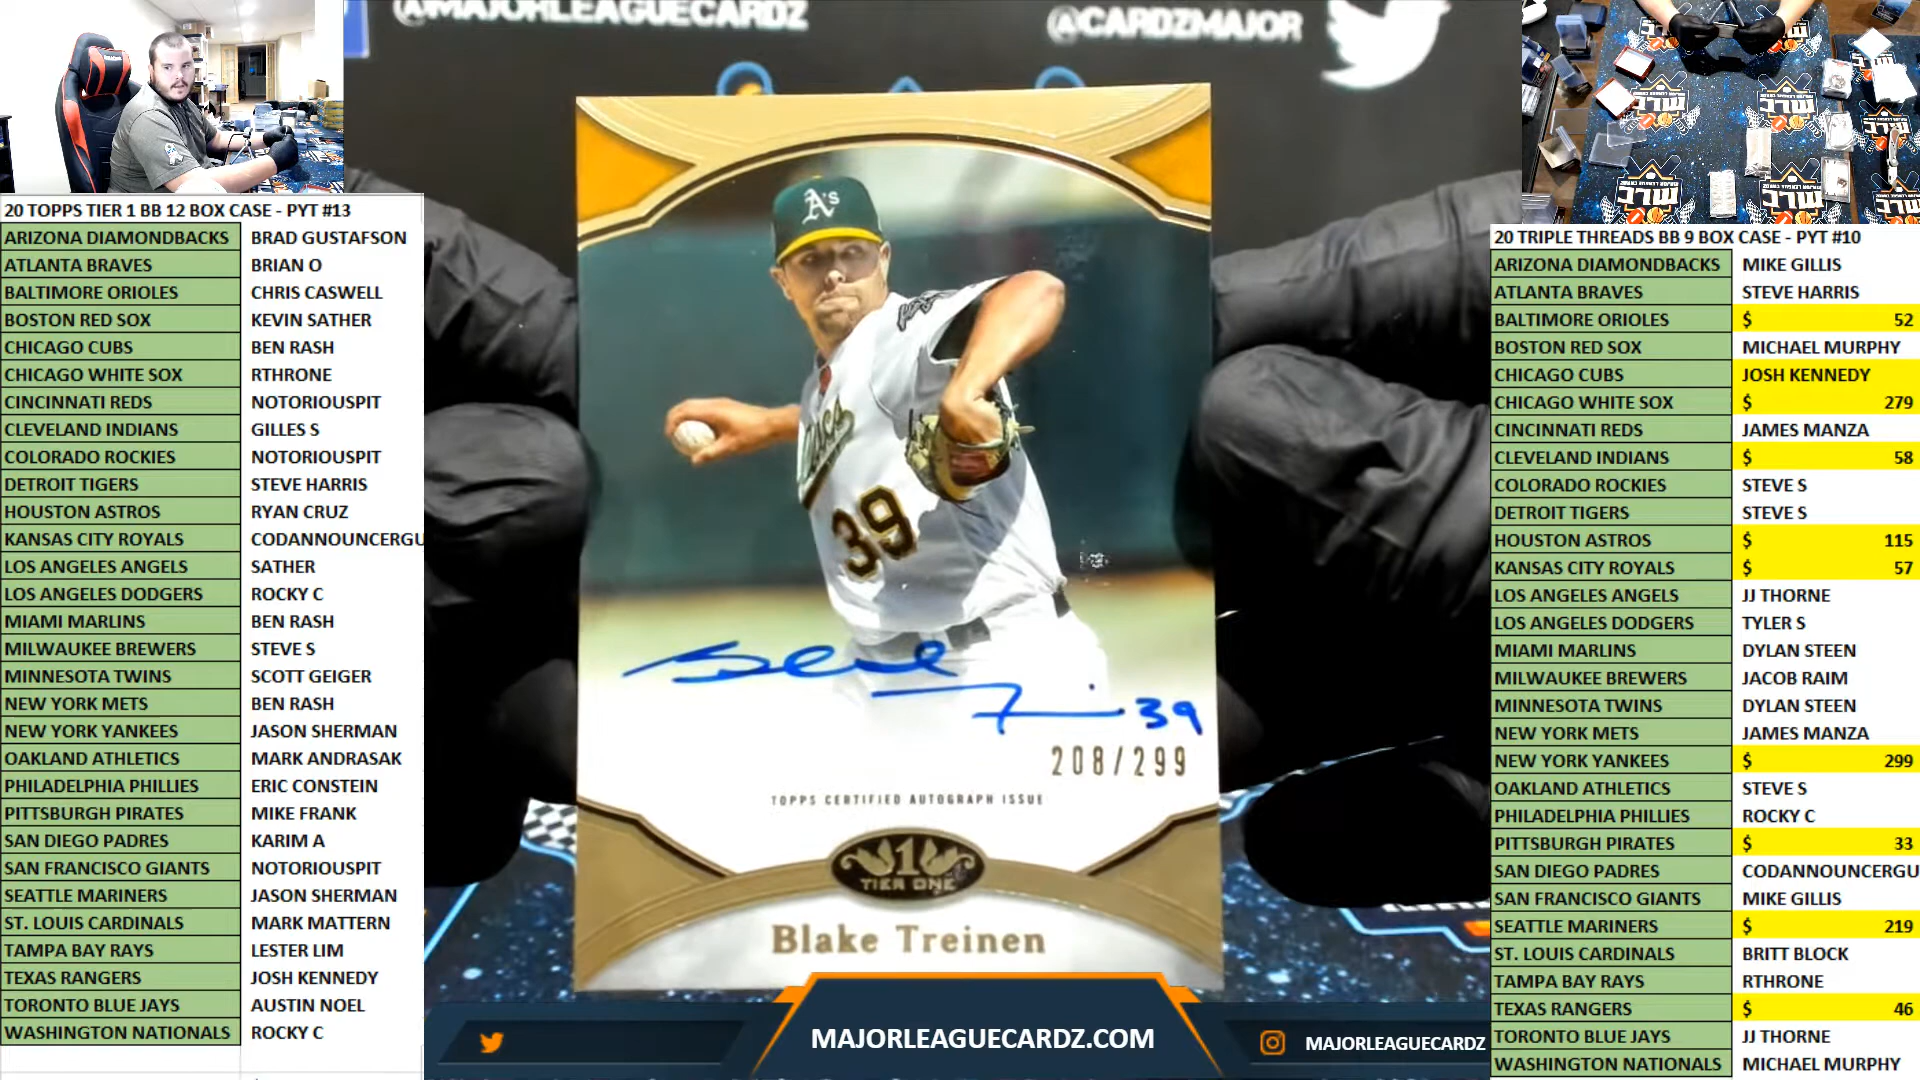 @MAJORLEAGUECARDZ
@CARDZMAJOR
20 TOPPS TIER 1 BB 12 BOX CASE - PYT #13
ARIZONA DIAMONDBACKS BRAD GUSTAFSON
ATLANTA BRAVES BRIAN O
BALTIMORE ORIOLES CHRIS CASWELL
BOSTON RED SOX KEVIN SATHER
CHICAGO CUBS BEN RASH
CHICAGO WHITE SOX RTHRONE
CINCINNATI REDS NOTORIOUSPIT
CLEVELAND INDIANS GILLES S
COLORADO ROCKIES NOTORIOUSPIT
DETROIT TIGERS STEVE HARRIS
HOUSTON ASTROS RYAN CRUZ
KANSAS CITY ROYALS CODANNOUNCERGU
LOS ANGELES ANGELS SATHER
LOS ANGELES DODGERS ROCKY C
MIAMI MARLINS BEN RASH
MILWAUKEE BREWERS STEVE S
MINNESOTA TWINS SCOTT GEIGER
NEW YORK METS BEN RASH
NEW YORK YANKEES JASON SHERMAN
OAKLAND ATHLETICS MARK ANDRASAK
PHILADELPHIA PHILLIES ERIC CONSTEIN
PITTSBURGH PIRATES MIKE FRANK
SAN DIEGO PADRES KARIM A
SAN FRANCISCO GIANTS NOTORIOUSPIT
SEATTLE MARINERS JASON SHERMAN
ST. LOUIS CARDINALS MARK MATTERN
TAMPA BAY RAYS LESTER LIM
TEXAS RANGERS JOSH KENNEDY
TORONTO BLUE JAYS AUSTIN NOEL
WASHINGTON NATIONALS ROCKY C
A's
39
39
208/299
TOPPS CERTIFIED AUTOGRAPH ISSUE
1
TIER ONE
Blake Treinen
MAJORLEAGUECARDZ.COM
MAJORLEAGUECARDZ
20 TRIPLE THREADS BB 9 BOX CASE - PYT #10
ARIZONA DIAMONDBACKS MIKE GILLIS
ATLANTA BRAVES STEVE HARRIS
BALTIMORE ORIOLES $ 52
BOSTON RED SOX MICHAEL MURPHY
CHICAGO CUBS JOSH KENNEDY
CHICAGO WHITE SOX $ 279
CINCINNATI REDS JAMES MANZA
CLEVELAND INDIANS $ 58
COLORADO ROCKIES STEVE S
DETROIT TIGERS STEVE S
HOUSTON ASTROS $ 115
KANSAS CITY ROYALS $ 57
LOS ANGELES ANGELS JJ THORNE
LOS ANGELES DODGERS TYLER S
MIAMI MARLINS DYLAN STEEN
MILWAUKEE BREWERS JACOB RAIM
MINNESOTA TWINS DYLAN STEEN
NEW YORK METS JAMES MANZA
NEW YORK YANKEES $ 299
OAKLAND ATHLETICS STEVE S
PHILADELPHIA PHILLIES ROCKY C
PITTSBURGH PIRATES $ 33
SAN DIEGO PADRES CODANNOUNCERGU
SAN FRANCISCO GIANTS MIKE GILLIS
SEATTLE MARINERS $ 219
ST. LOUIS CARDINALS BRITT BLOCK
TAMPA BAY RAYS RTHRONE
TEXAS RANGERS $ 46
TORONTO BLUE JAYS JJ THORNE
WASHINGTON NATIONALS MICHAEL MURPHY